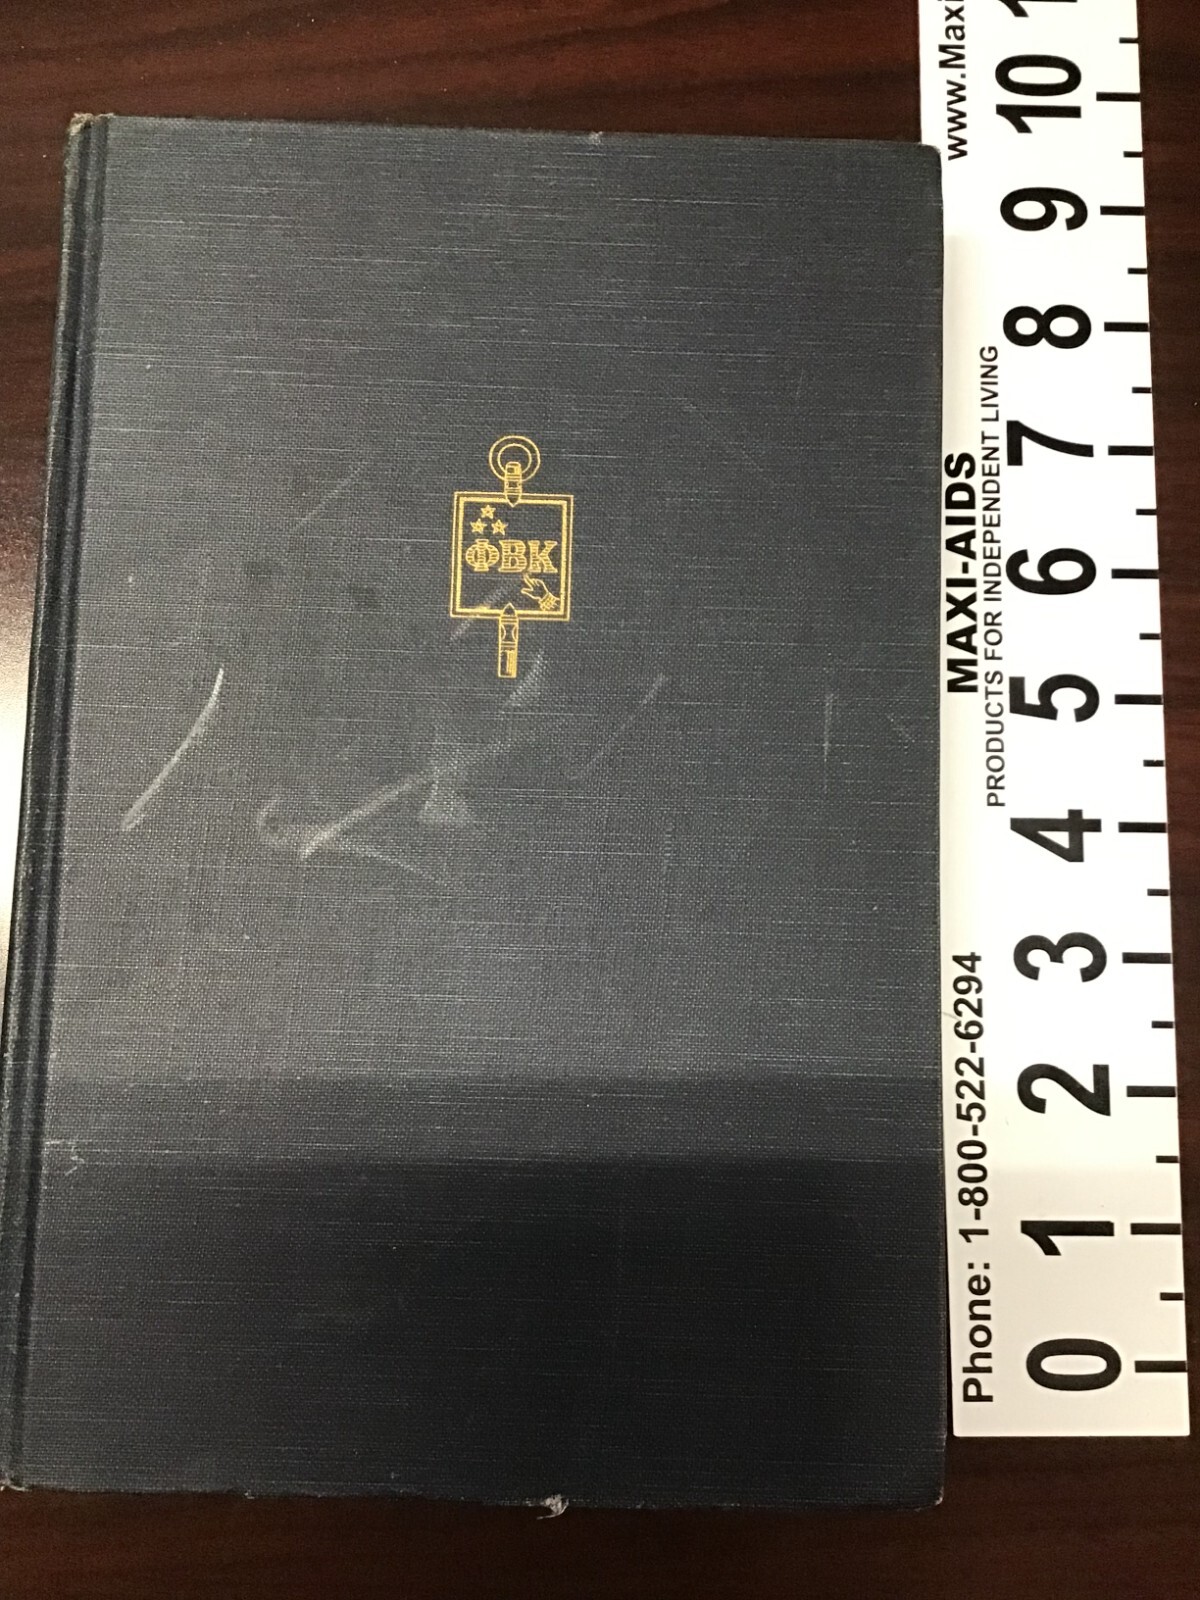 ΦBK
www.Maxi
MAXI-AIDS
PRODUCTS FOR INDEPENDENT LIVING
Phone: 1-800-522-6294
10
9
8
7
6
5
4
3
2
1
0